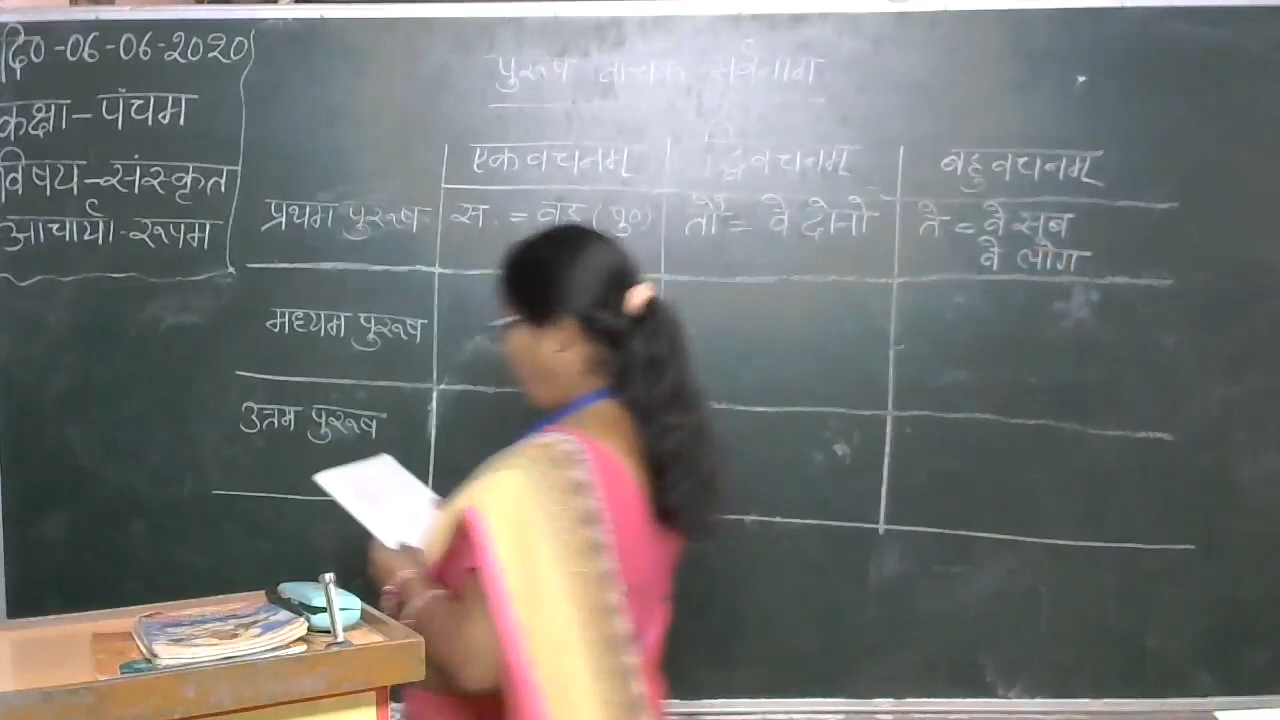 दि०-06-06-2020
कक्षा-पंचम
विषय-संस्कृत
आचार्या-रूपम
पुरूष वाचक सर्वनाम
एकवचनम् द्विवचनम् बहुवचनम्
प्रथम पुरूष स: = वह (पु०) तौ = वे दोनो ते = वे सब
वे लोग
मध्यम पुरूष
उत्तम पुरूष